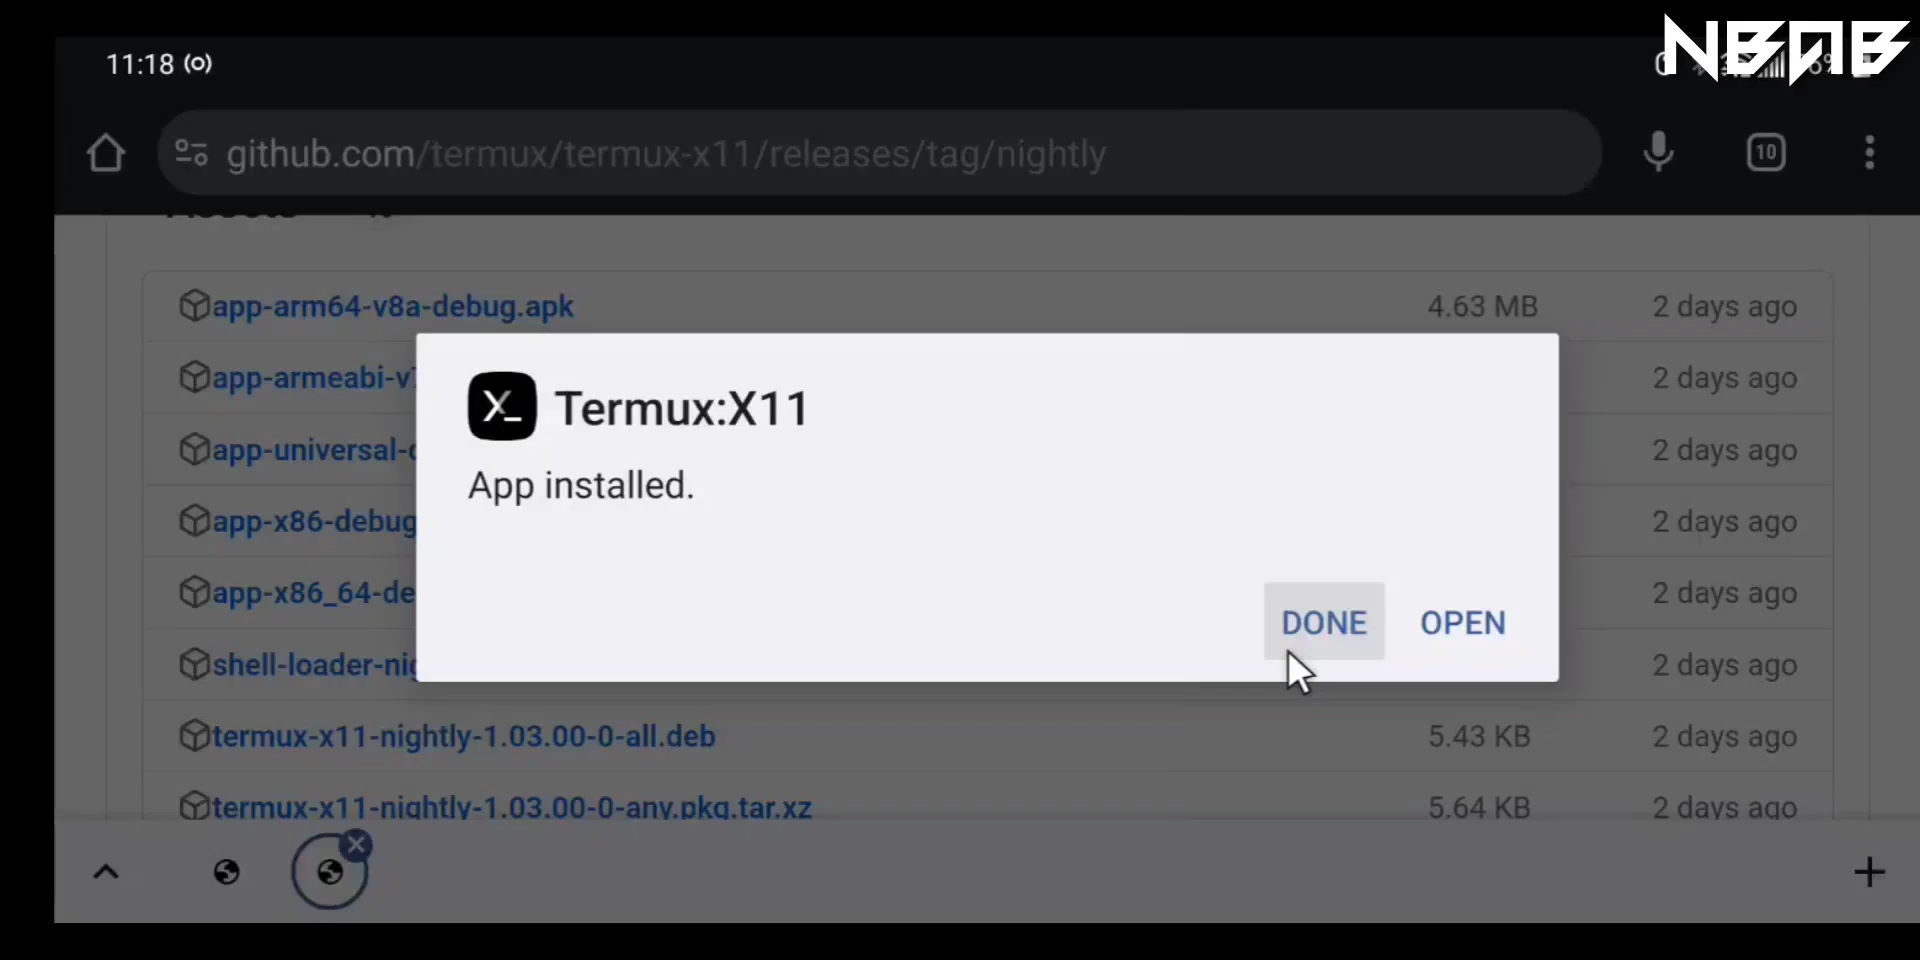 NBAB
11:18
github.com/termux/termux-x11/releases/tag/nightly
10
Assets
app-arm64-v8a-debug.apk 4.63 MB 2 days ago
app-armeabi- 2 days ago
app-universal- 2 days ago
app-x86-debug 2 days ago
app-x86_64-de 2 days ago
shell-loader-nig 2 days ago
termux-x11-nightly-1.03.00-0-all.deb 5.43 KB 2 days ago
termux-x11-nightly-1.03.00-0-any.pkg.tar.xz 5.64 KB 2 days ago
X_ Termux:X11
App installed.
DONE OPEN